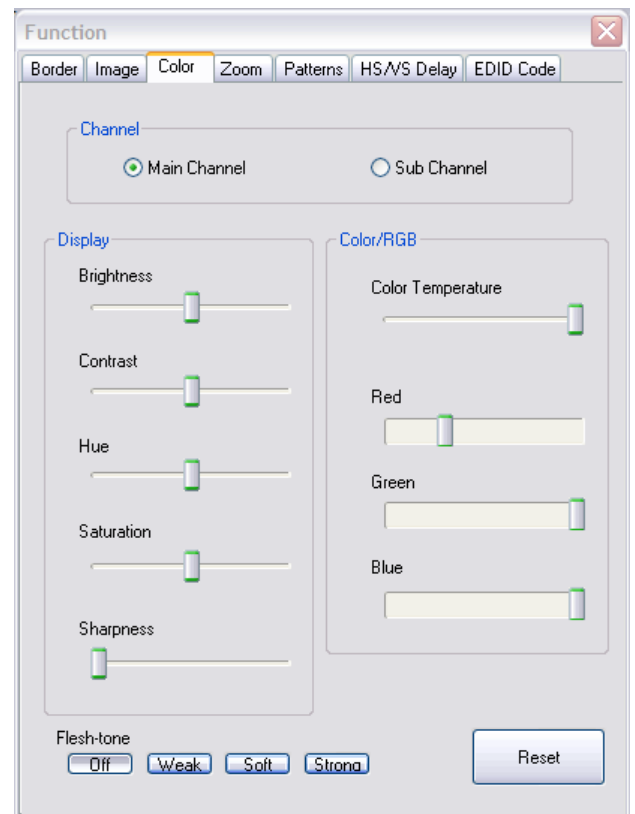 Function
Border Image Color Zoom Patterns HS/VS Delay EDID Code
Channel
Main Channel Sub Channel
Display
Brightness
Contrast
Hue
Saturation
Sharpness
Color/RGB
Color Temperature
Red
Green
Blue
Flesh-tone
Off Weak Soft Strong
Reset